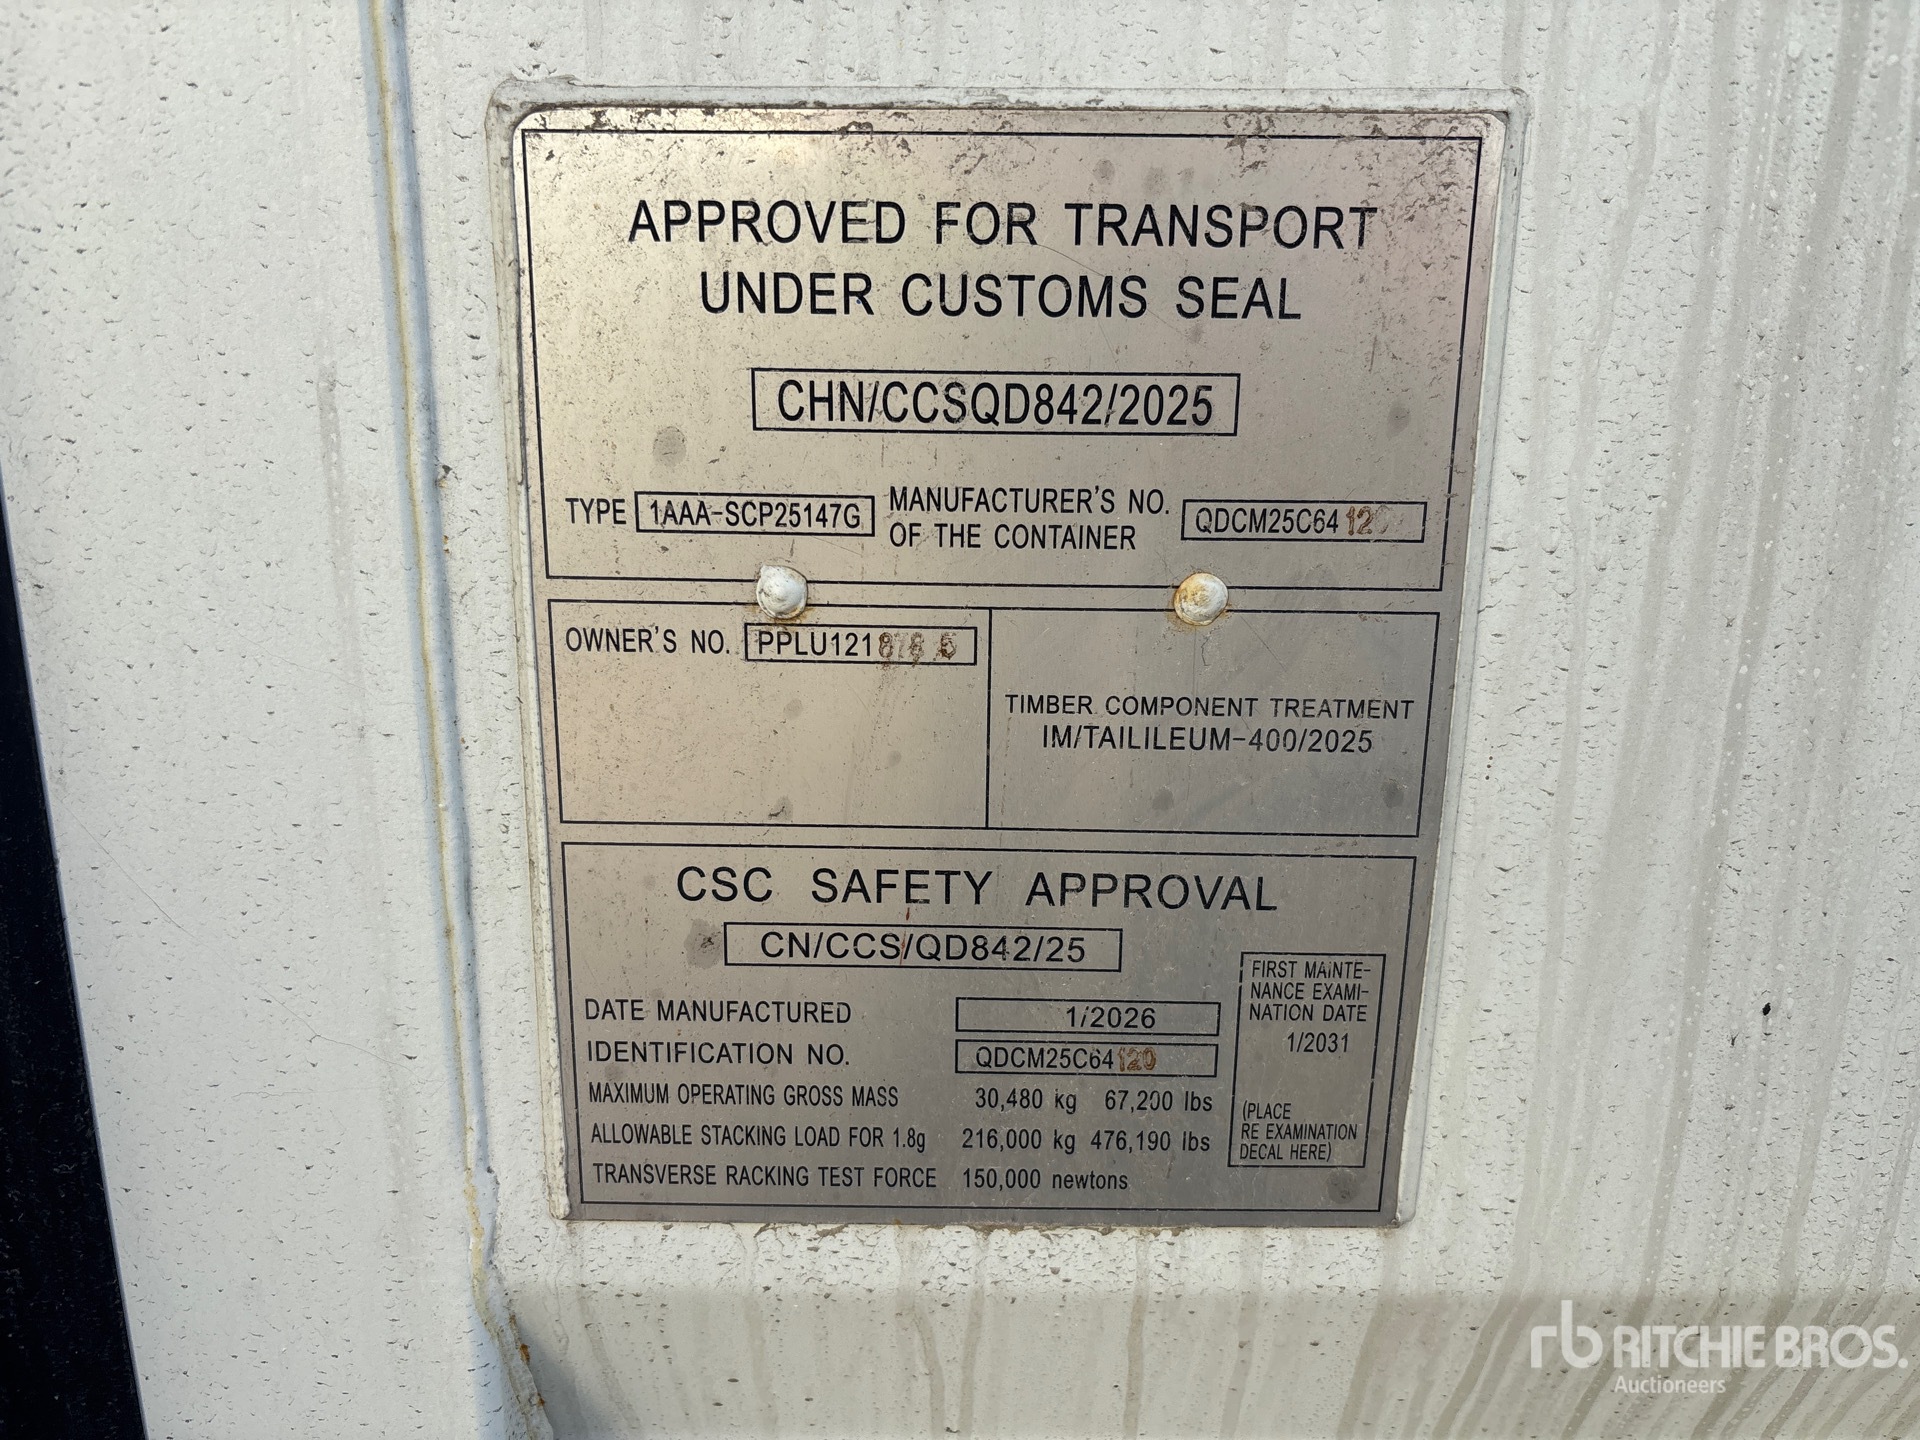 APPROVED FOR TRANSPORT
UNDER CUSTOMS SEAL
CHN/CCSQD842/2025
TYPE 1AAA-SCP25147G
MANUFACTURER'S NO.
OF THE CONTAINER
QDCM25C64120
OWNER'S NO. PPLU121
TIMBER COMPONENT TREATMENT
IM/TAILILEUM-400/2025
CSC SAFETY APPROVAL
CN/CCS/QD842/25
DATE MANUFACTURED 1/2026
IDENTIFICATION NO. QDCM25C64120
MAXIMUM OPERATING GROSS MASS 30,480 kg 67,200 lbs
ALLOWABLE STACKING LOAD FOR 1.8g 216,000 kg 476,190 lbs
TRANSVERSE RACKING TEST FORCE 150,000 newtons
FIRST MAINTE-
NANCE EXAMI-
NATION DATE
1/2031
(PLACE
RE EXAMINATION
DECAL HERE)
rb RITCHIE BROS.
Auctioneers